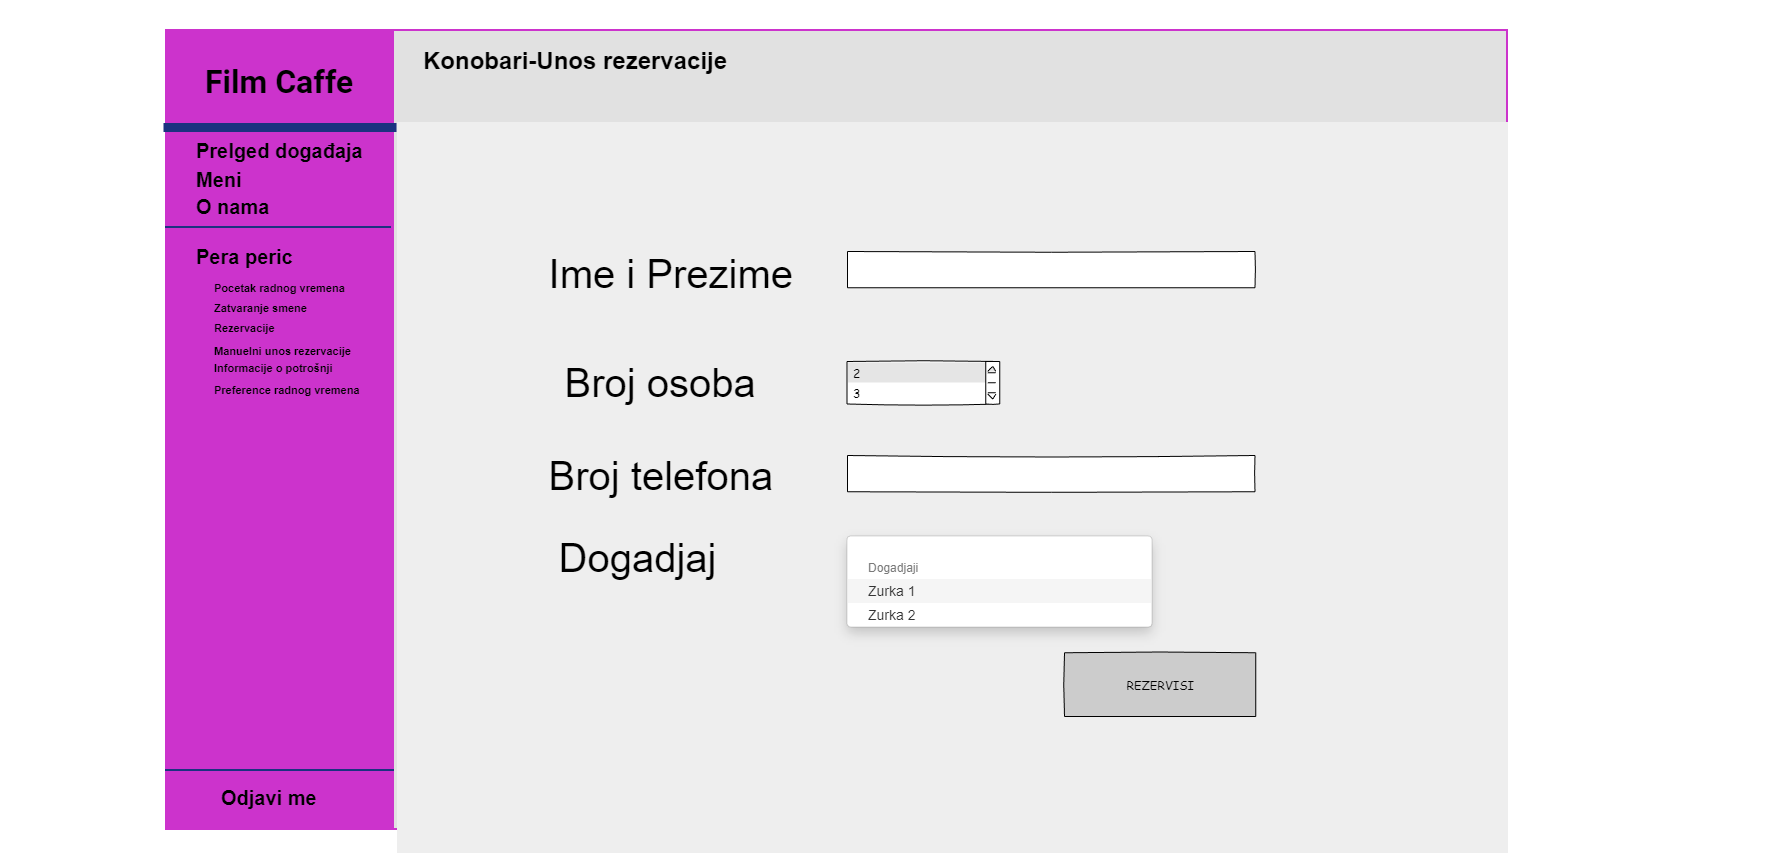 Film Caffe
Konobari-Unos rezervacije
Prelged događaja
Meni
O nama
Pera peric
Pocetak radnog vremena
Zatvaranje smene
Rezervacije
Manuelni unos rezervacije
Informacije o potrošnji
Preference radnog vremena
Odjavi me
Ime i Prezime
Broj osoba
2
3
Broj telefona
Dogadjaj
Dogadjaji
Zurka 1
Zurka 2
REZERVISI